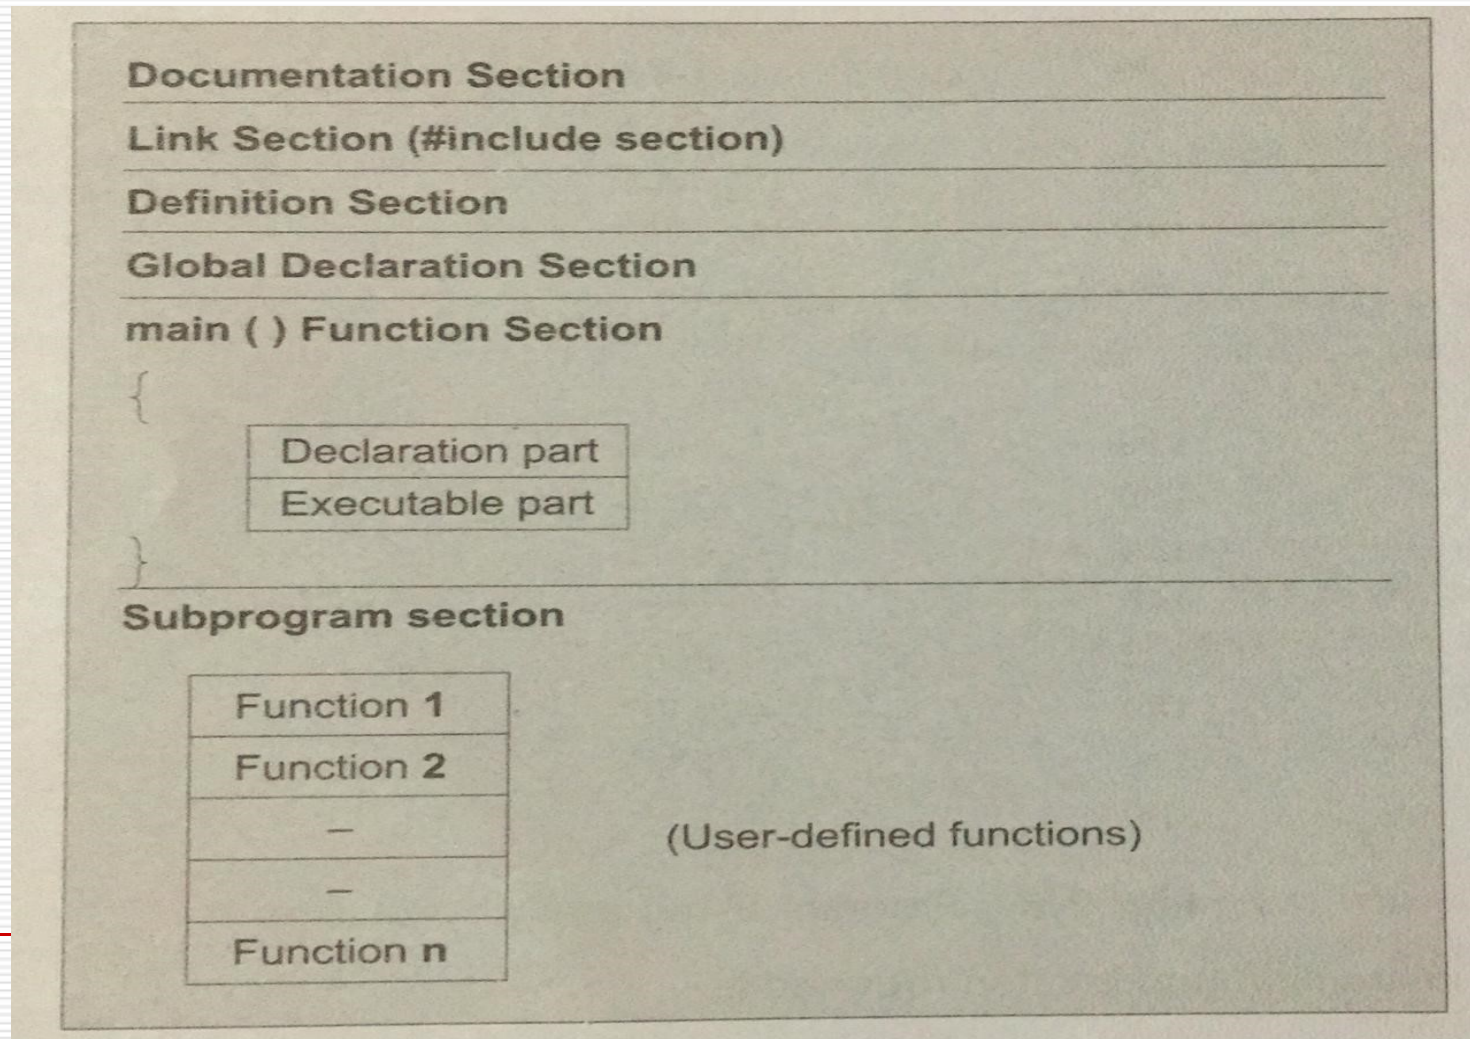 Documentation Section
Link Section (#include section)
Definition Section
Global Declaration Section
main ( ) Function Section
{
Declaration part
Executable part
}
Subprogram section
Function 1
Function 2
–
–
(User-defined functions)
Function n